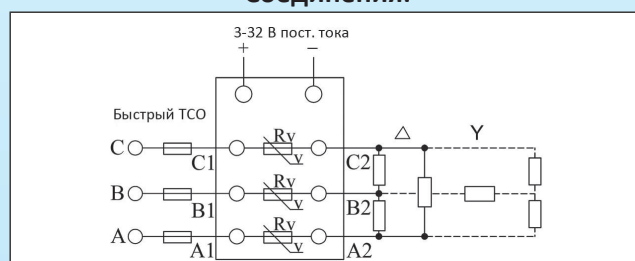 3-32 В пост. тока
+ −
Быстрый ТСО
△ Y
C C1 Rv v C2
B B1 Rv v B2
A A1 Rv v A2